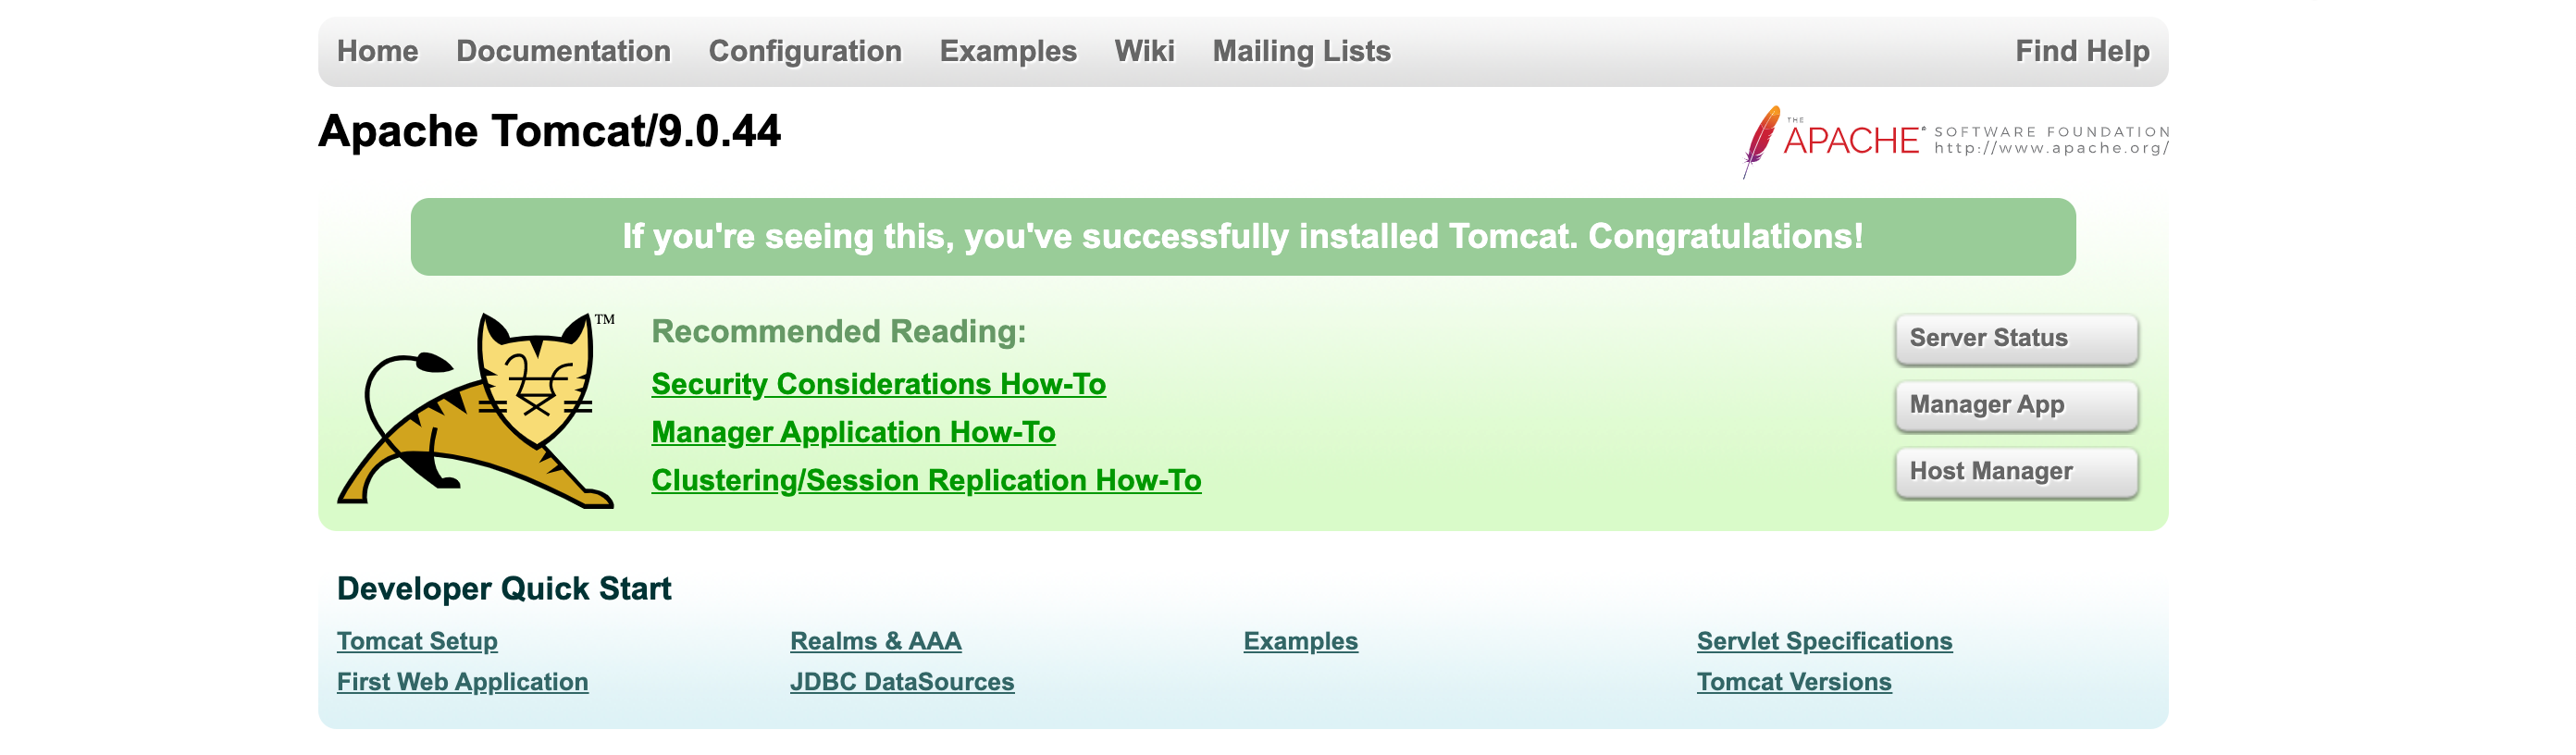 Home Documentation Configuration Examples Wiki Mailing Lists Find Help
Apache Tomcat/9.0.44
THE
APACHE® SOFTWARE FOUNDATION
http://www.apache.org/
If you're seeing this, you've successfully installed Tomcat. Congratulations!
TM
Recommended Reading:
Security Considerations How-To
Manager Application How-To
Clustering/Session Replication How-To
Server Status
Manager App
Host Manager
Developer Quick Start
Tomcat Setup Realms & AAA Examples Servlet Specifications
First Web Application JDBC DataSources Tomcat Versions